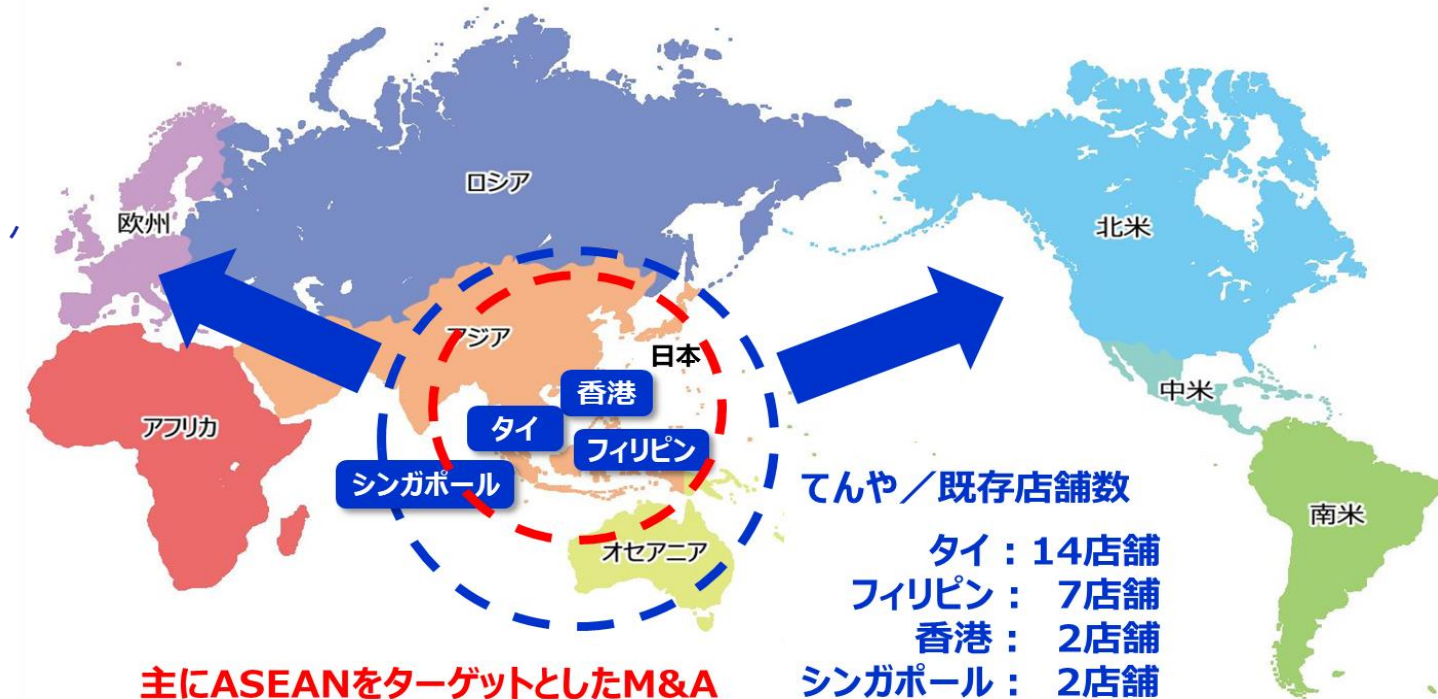 ロシア
欧州
北米
アジア
日本
中米
香港
アフリカ
タイ
フィリピン
シンガポール
てんや／既存店舗数
南米
オセアニア
タイ：14店舗
フィリピン： 7店舗
香港： 2店舗
シンガポール： 2店舗
主にASEANをターゲットとしたM&A